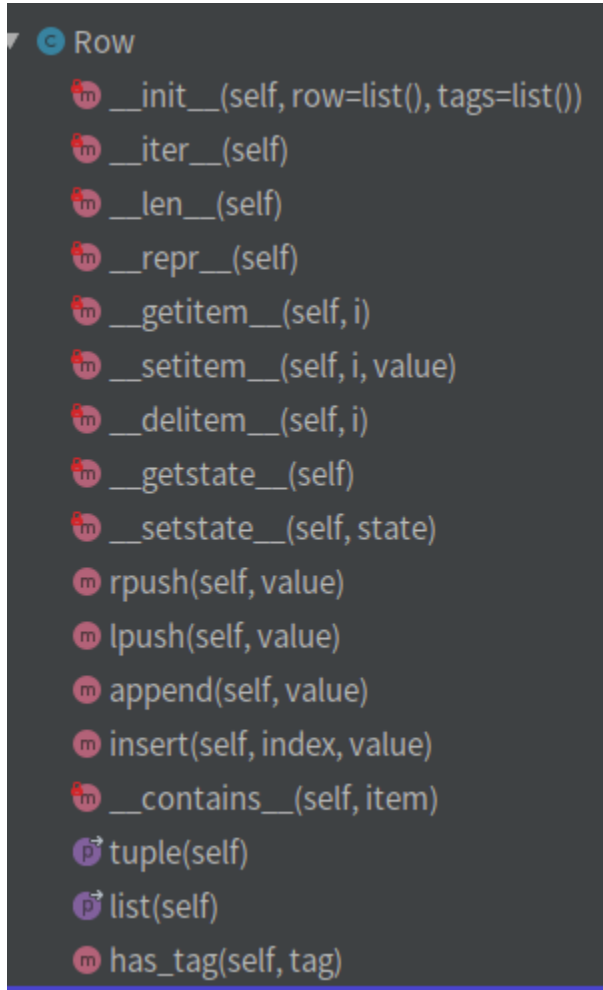 Row
__init__(self, row=list(), tags=list())
__iter__(self)
__len__(self)
__repr__(self)
__getitem__(self, i)
__setitem__(self, i, value)
__delitem__(self, i)
__getstate__(self)
__setstate__(self, state)
rpush(self, value)
lpush(self, value)
append(self, value)
insert(self, index, value)
__contains__(self, item)
tuple(self)
list(self)
has_tag(self, tag)